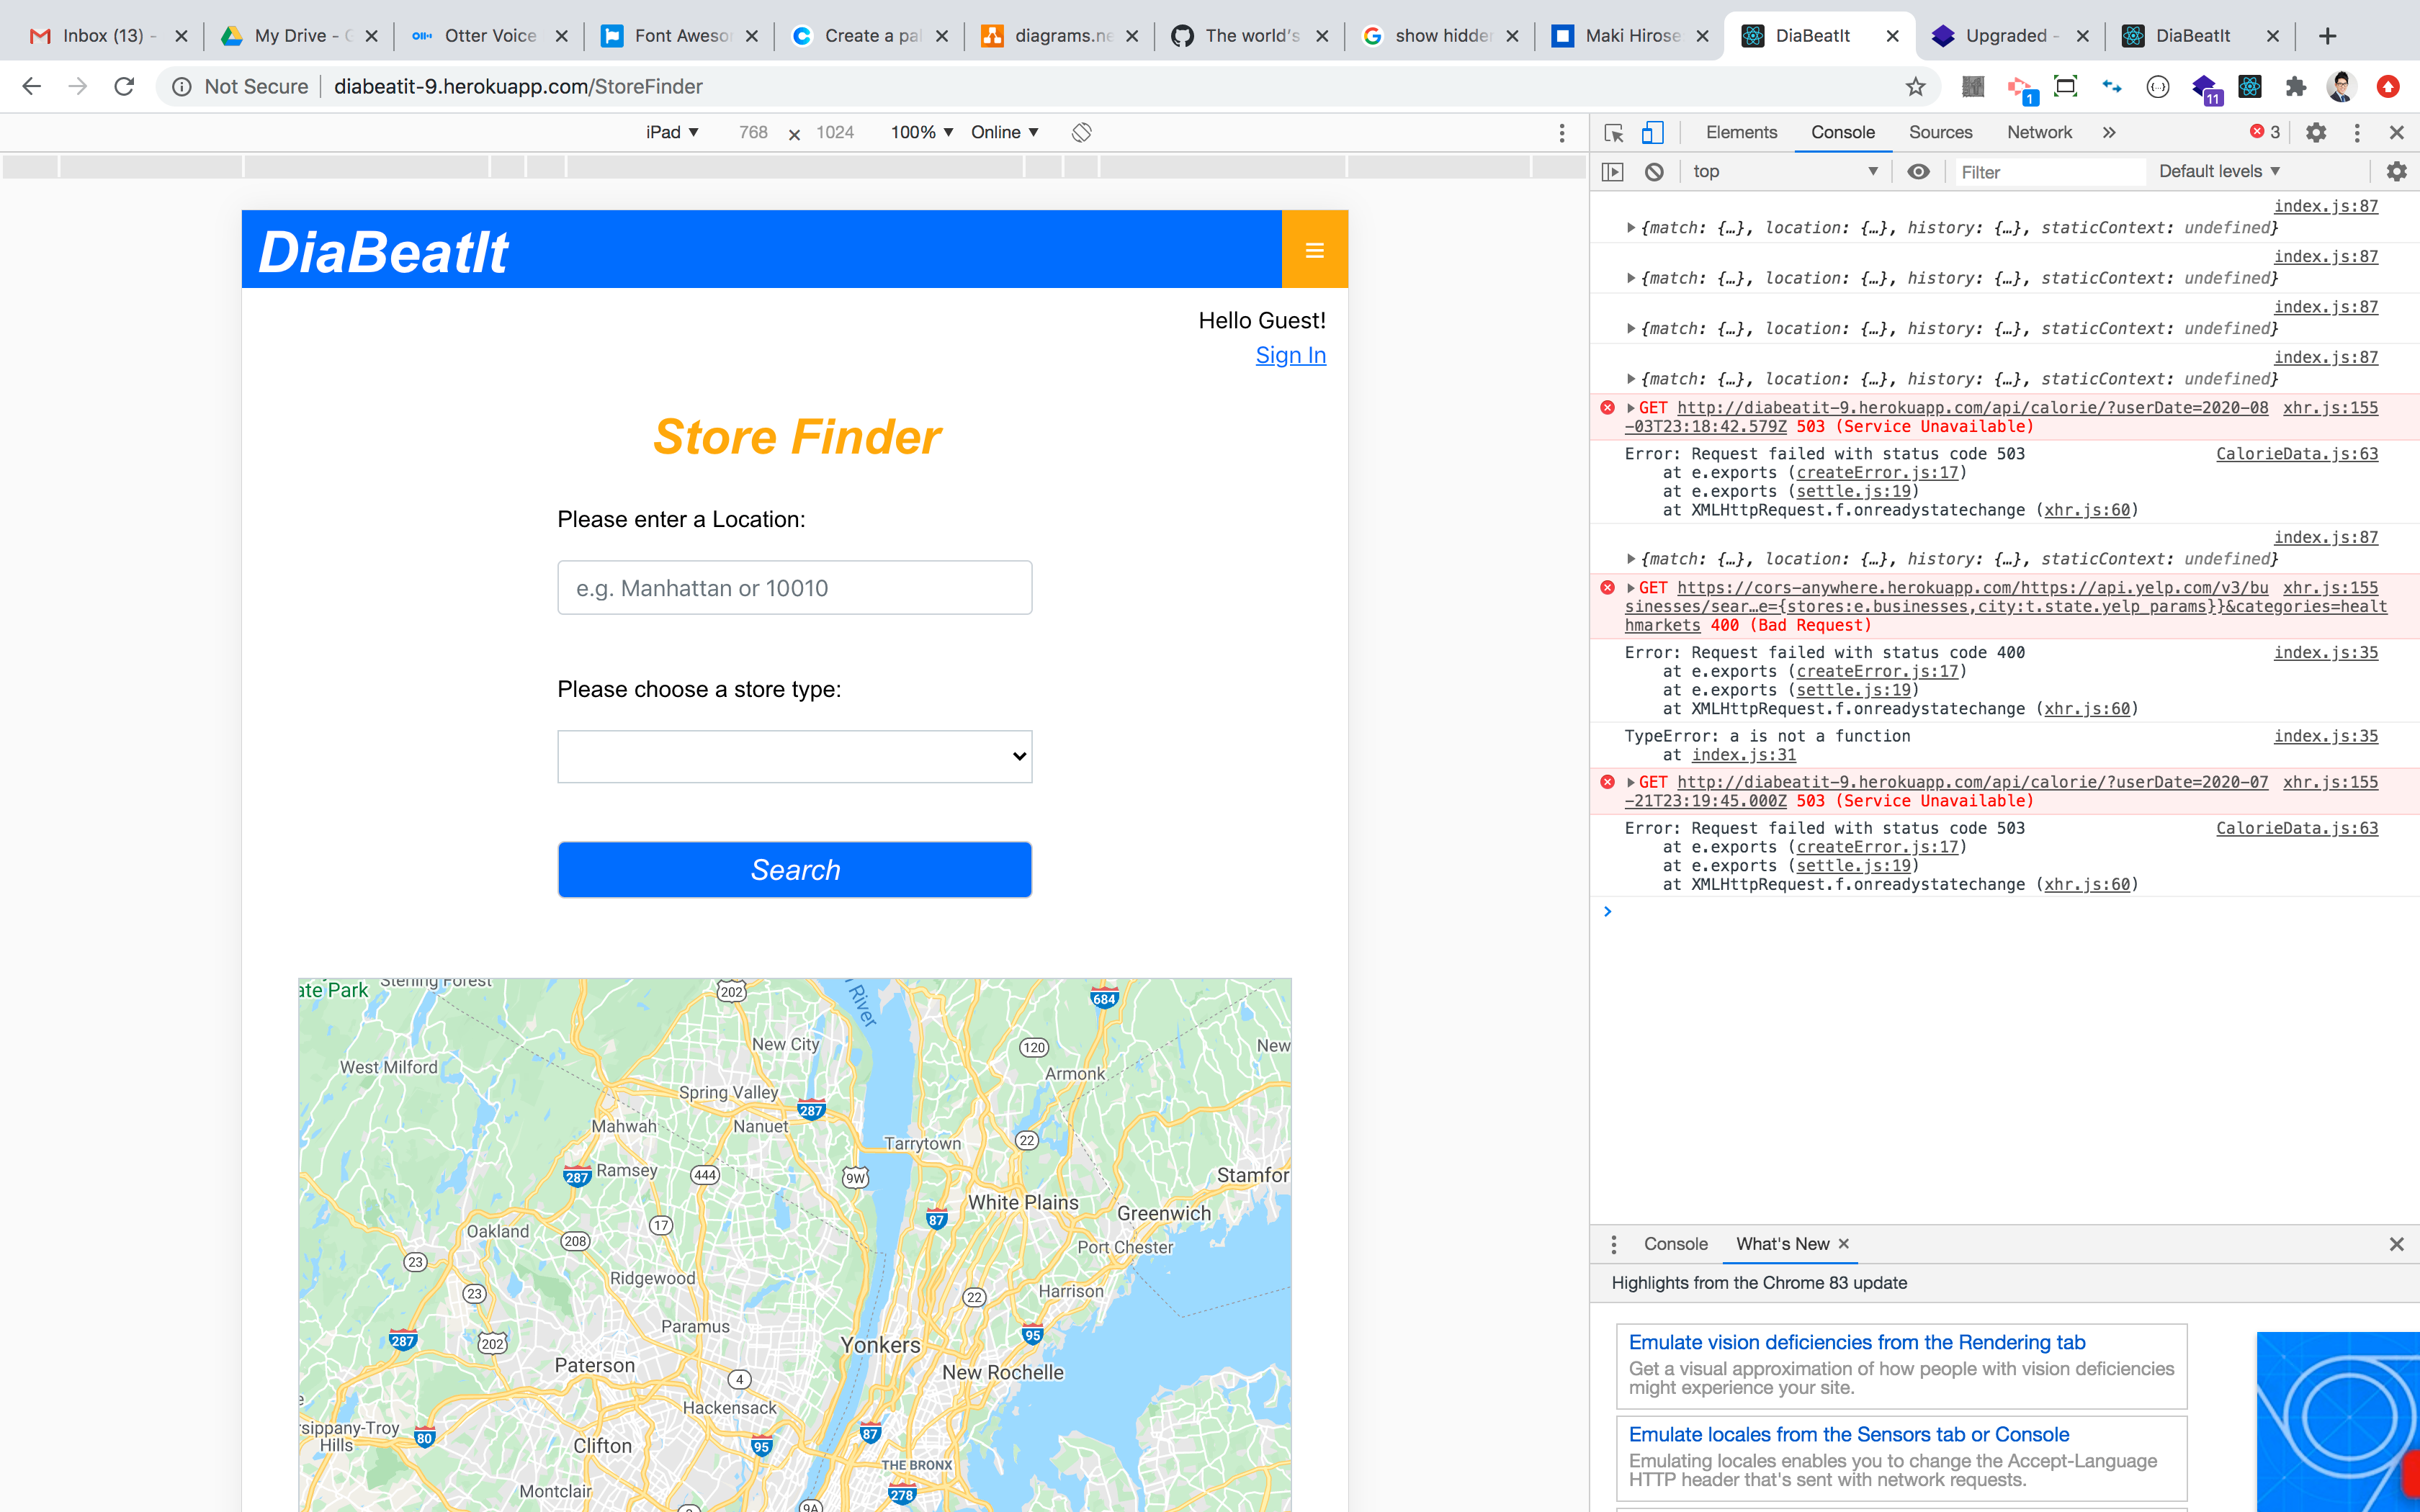 Inbox (13) -
My Drive - G
Otter Voice
Font Aweso
Create a pal
diagrams.ne
The world's
show hidden
Maki Hirose
DiaBeatIt
Upgraded -
DiaBeatIt
Not Secure
diabeatit-9.herokuapp.com/StoreFinder
1
11
iPad ▼ 768 × 1024 100% ▼ Online ▼
DiaBeatIt
Hello Guest!
Sign In
Store Finder
Please enter a Location:
e.g. Manhattan or 10010
Please choose a store type:
Search
ate Park
Sterling Forest
202
River
684
New City
120
New
West Milford
Armonk
Spring Valley
287
Mahwah
Nanuet
Tarrytown
22
287
Ramsey
444
9W
Stamfor
White Plains
Greenwich
17
87
Oakland
208
Port Chester
23
Ridgewood
23
22
Harrison
Paramus
287
202
95
Yonkers
Paterson
New Rochelle
4
Hackensack
sippany-Troy
Hills
80
Clifton
95
87
THE BRONX
Montclair
278
9A
Elements
Console
Sources
Network
3
top
Filter
Default levels ▼
index.js:87
{match: {…}, location: {…}, history: {…}, staticContext: undefined}
index.js:87
{match: {…}, location: {…}, history: {…}, staticContext: undefined}
index.js:87
{match: {…}, location: {…}, history: {…}, staticContext: undefined}
index.js:87
{match: {…}, location: {…}, history: {…}, staticContext: undefined}
GET http://diabeatit-9.herokuapp.com/api/calorie/?userDate=2020-08 xhr.js:155
-03T23:18:42.579Z 503 (Service Unavailable)
Error: Request failed with status code 503 CalorieData.js:63
at e.exports (createError.js:17)
at e.exports (settle.js:19)
at XMLHttpRequest.f.onreadystatechange (xhr.js:60)
index.js:87
{match: {…}, location: {…}, history: {…}, staticContext: undefined}
GET https://cors-anywhere.herokuapp.com/https://api.yelp.com/v3/bu xhr.js:155
sinesses/sear…e={stores:e.businesses,city:t.state.yelp_params}}&categories=healt
hmarkets 400 (Bad Request)
Error: Request failed with status code 400 index.js:35
at e.exports (createError.js:17)
at e.exports (settle.js:19)
at XMLHttpRequest.f.onreadystatechange (xhr.js:60)
TypeError: a is not a function index.js:35
at index.js:31
GET http://diabeatit-9.herokuapp.com/api/calorie/?userDate=2020-07 xhr.js:155
-21T23:19:45.000Z 503 (Service Unavailable)
Error: Request failed with status code 503 CalorieData.js:63
at e.exports (createError.js:17)
at e.exports (settle.js:19)
at XMLHttpRequest.f.onreadystatechange (xhr.js:60)
Console
What's New
Highlights from the Chrome 83 update
Emulate vision deficiencies from the Rendering tab
Get a visual approximation of how people with vision deficiencies
might experience your site.
Emulate locales from the Sensors tab or Console
Emulating locales enables you to change the Accept-Language
HTTP header that's sent with network requests.